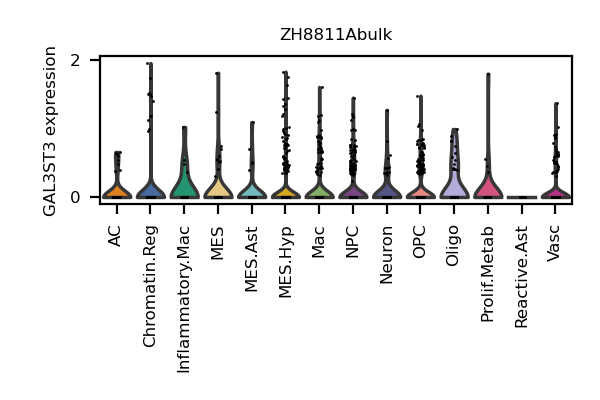 ZH8811Abulk
GAL3ST3 expression
2
0
AC
Chromatin.Reg
Inflammatory.Mac
MES
MES.Ast
MES.Hyp
Mac
NPC
Neuron
OPC
Oligo
Prolif.Metab
Reactive.Ast
Vasc